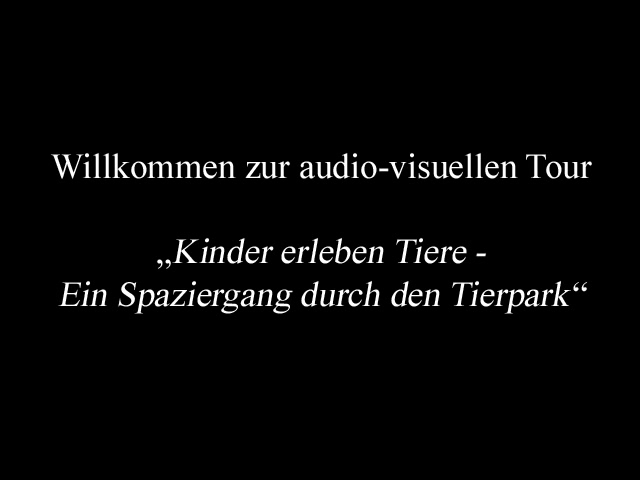 Willkommen zur audio-visuellen Tour
„Kinder erleben Tiere -
Ein Spaziergang durch den Tierpark“